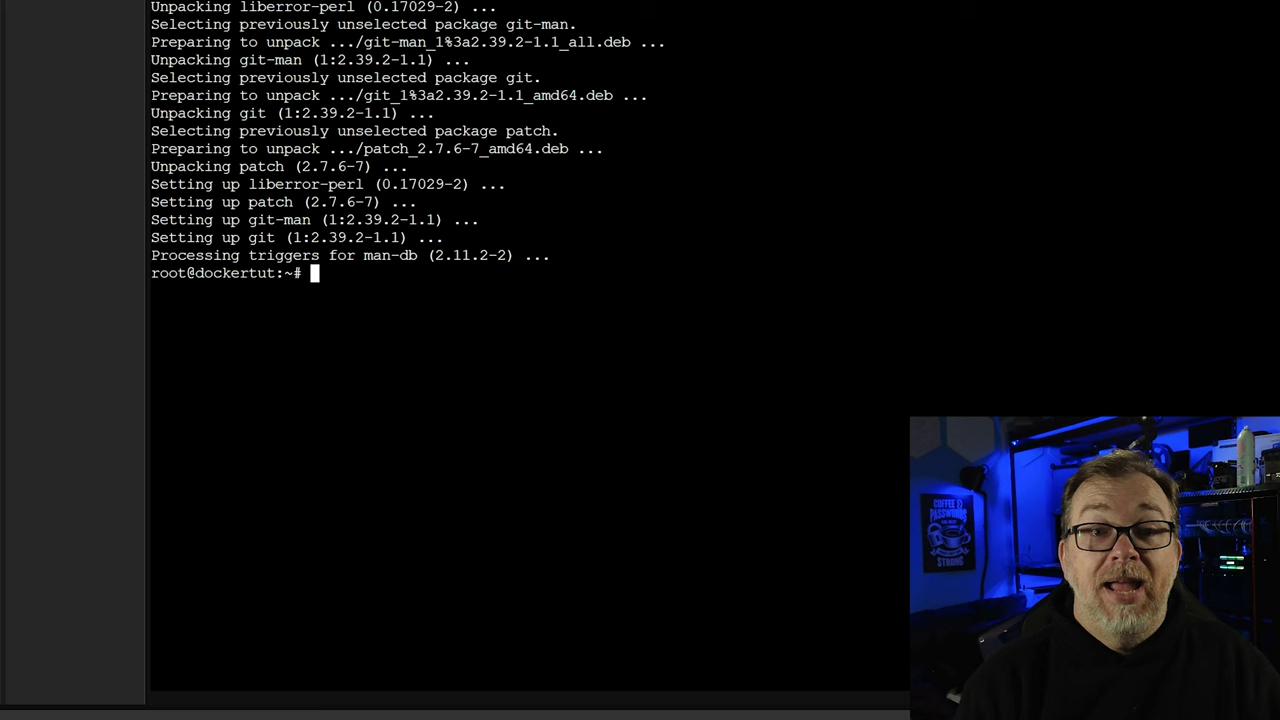 Unpacking liberror-perl (0.17029-2) ...
Selecting previously unselected package git-man.
Preparing to unpack .../git-man_1%3a2.39.2-1.1_all.deb ...
Unpacking git-man (1:2.39.2-1.1) ...
Selecting previously unselected package git.
Preparing to unpack .../git_1%3a2.39.2-1.1_amd64.deb ...
Unpacking git (1:2.39.2-1.1) ...
Selecting previously unselected package patch.
Preparing to unpack .../patch_2.7.6-7_amd64.deb ...
Unpacking patch (2.7.6-7) ...
Setting up liberror-perl (0.17029-2) ...
Setting up patch (2.7.6-7) ...
Setting up git-man (1:2.39.2-1.1) ...
Setting up git (1:2.39.2-1.1) ...
Processing triggers for man-db (2.11.2-2) ...
root@dockertut:~#
COFFEE
PASSWORDS
STRONG